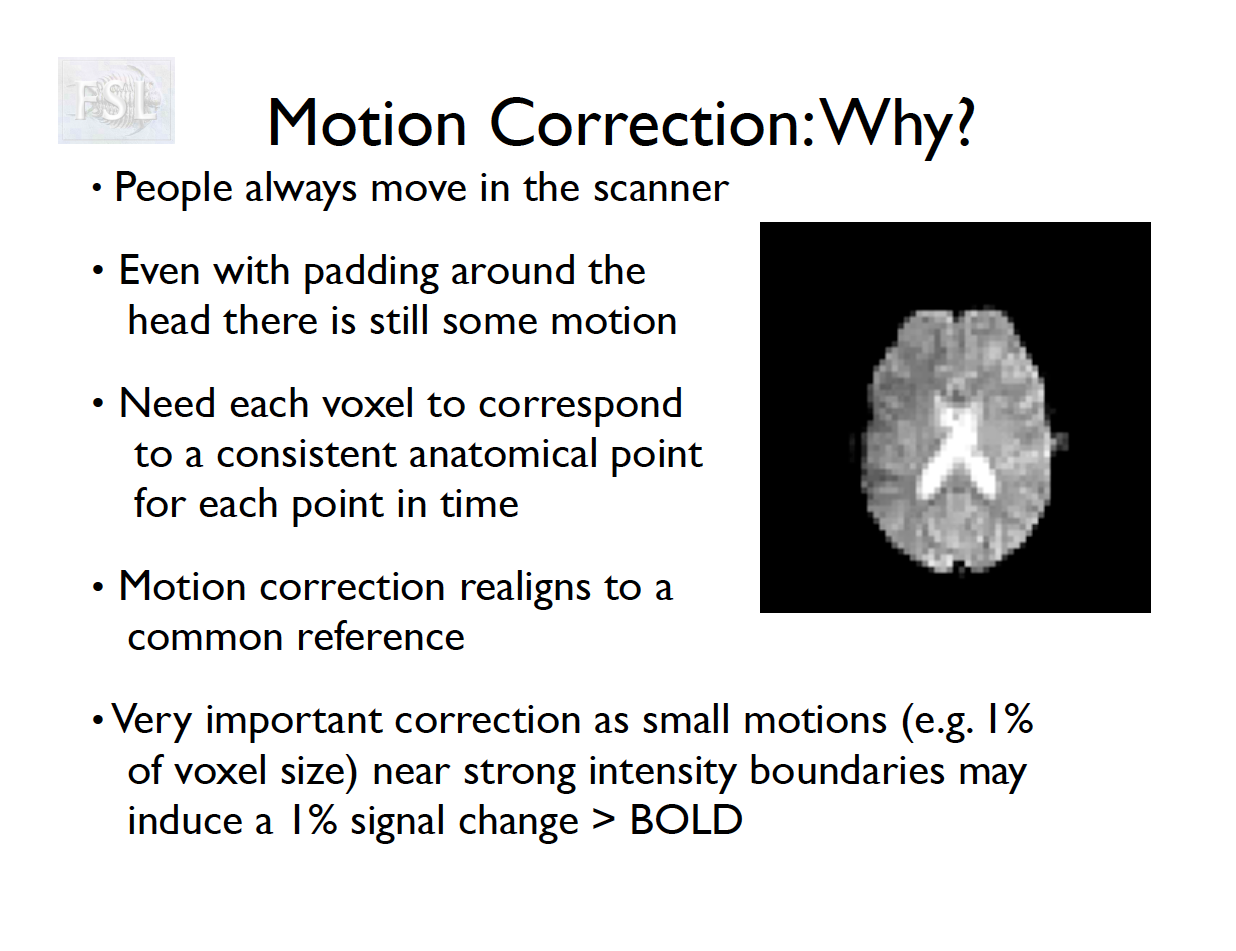 FSL
Motion Correction: Why?
• People always move in the scanner
• Even with padding around the
head there is still some motion
• Need each voxel to correspond
to a consistent anatomical point
for each point in time
• Motion correction realigns to a
common reference
• Very important correction as small motions (e.g. 1%
of voxel size) near strong intensity boundaries may
induce a 1% signal change > BOLD